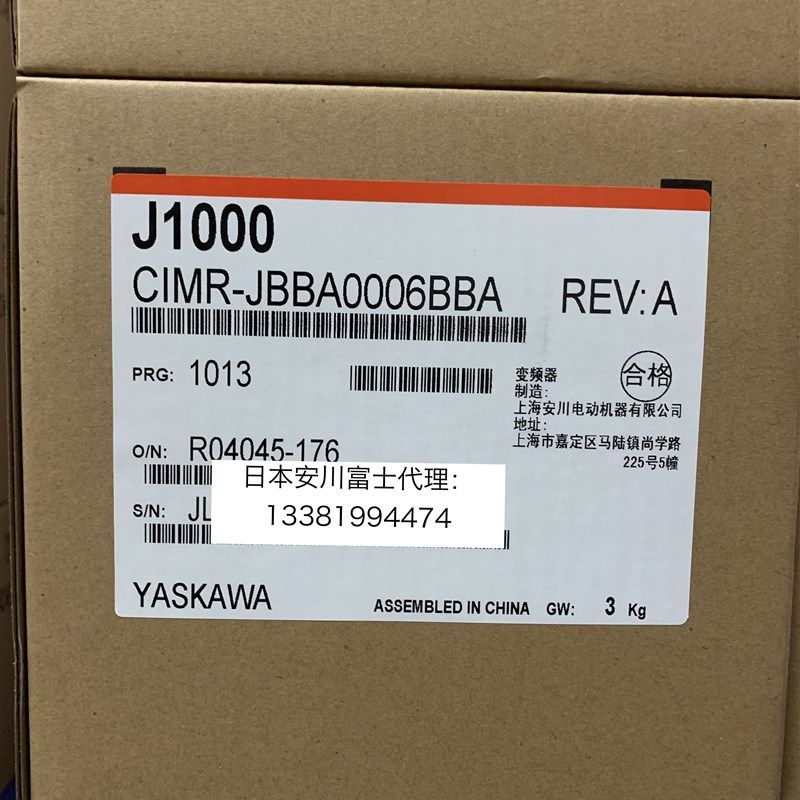 J1000
CIMR-JBBA0006BBA REV: A
PRG: 1013
变频器
合格
制造:
上海安川电动机器有限公司
地址:
上海市嘉定区马陆镇尚学路
225号5幢
O/N: R04045-176
日本安川富士代理:
13381994474
S/N: JL
YASKAWA ASSEMBLED IN CHINA GW: 3 Kg